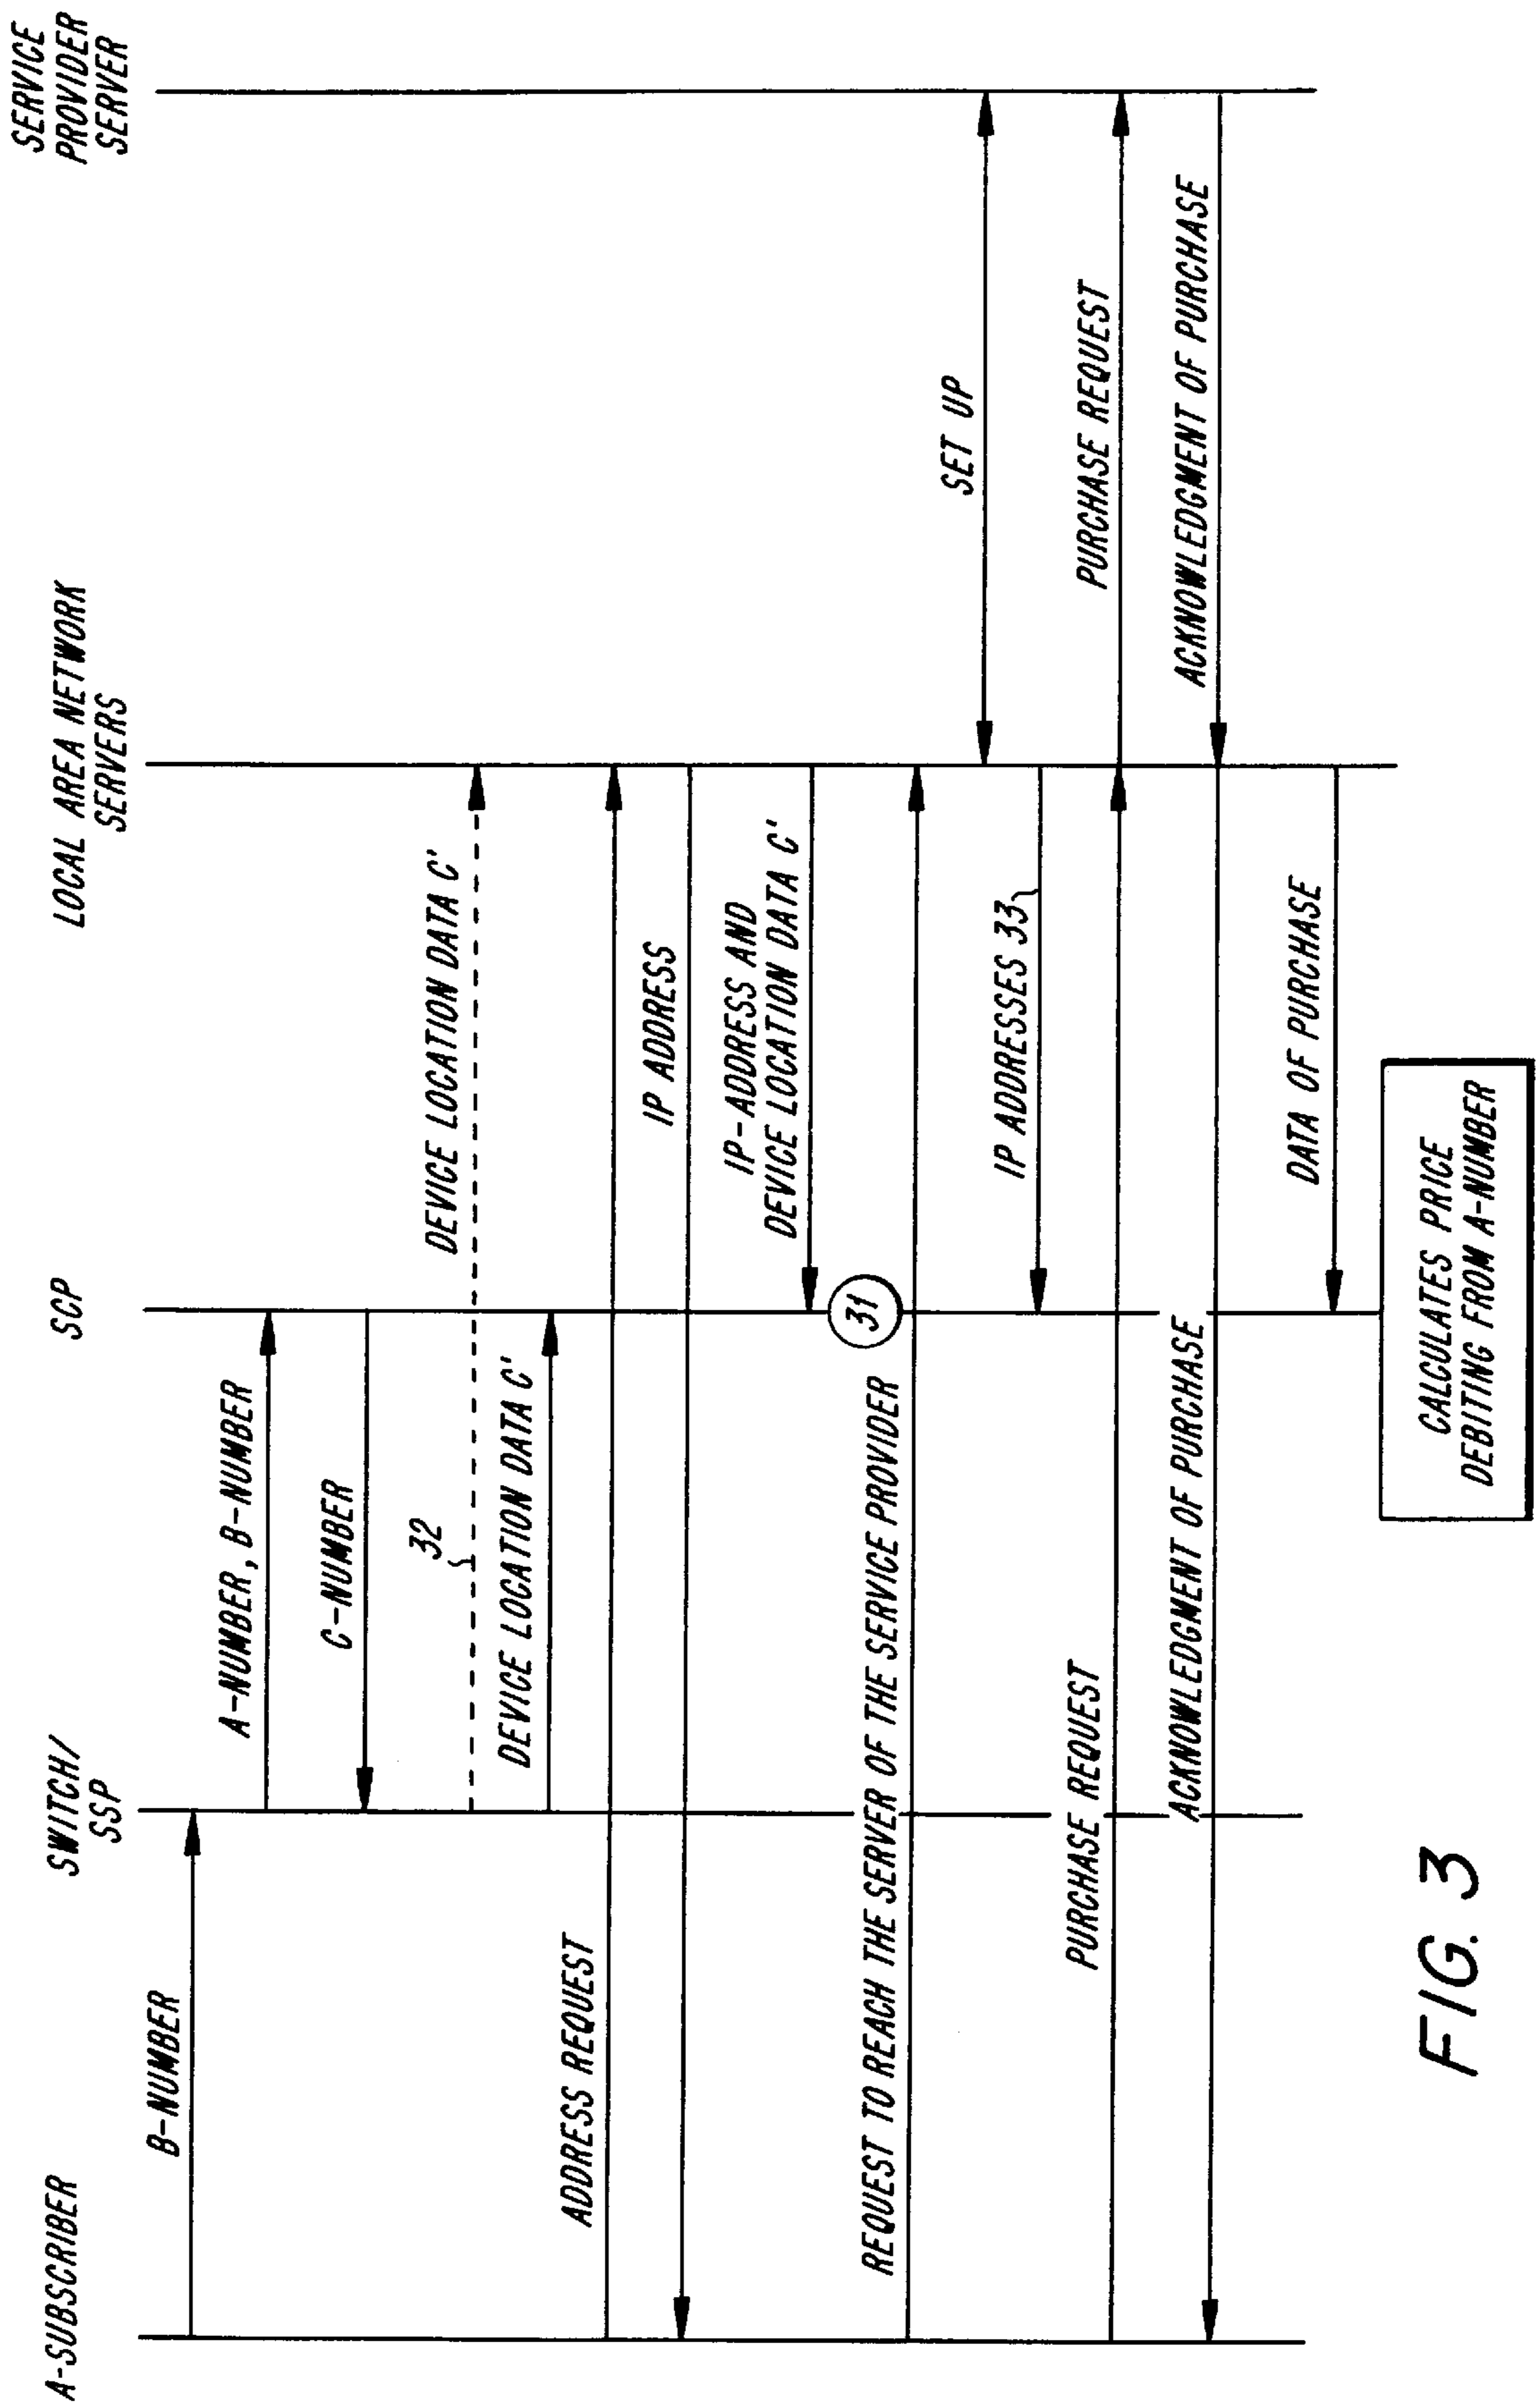 A-SUBSCRIBER
SWITCH/
SSP
SCP
LOCAL AREA NETWORK
SERVERS
SERVICE
PROVIDER
SERVER
B-NUMBER
A-NUMBER, B-NUMBER
C-NUMBER
32
DEVICE LOCATION DATA C'
DEVICE LOCATION DATA C'
ADDRESS REQUEST
IP ADDRESS
IP-ADDRESS AND
DEVICE LOCATION DATA C'
31
REQUEST TO REACH THE SERVER OF THE SERVICE PROVIDER
SET UP
IP ADDRESSES 33
PURCHASE REQUEST
PURCHASE REQUEST
ACKNOWLEDGMENT OF PURCHASE
ACKNOWLEDGMENT OF PURCHASE
DATA OF PURCHASE
CALCULATES PRICE
DEBITING FROM A-NUMBER
FIG. 3